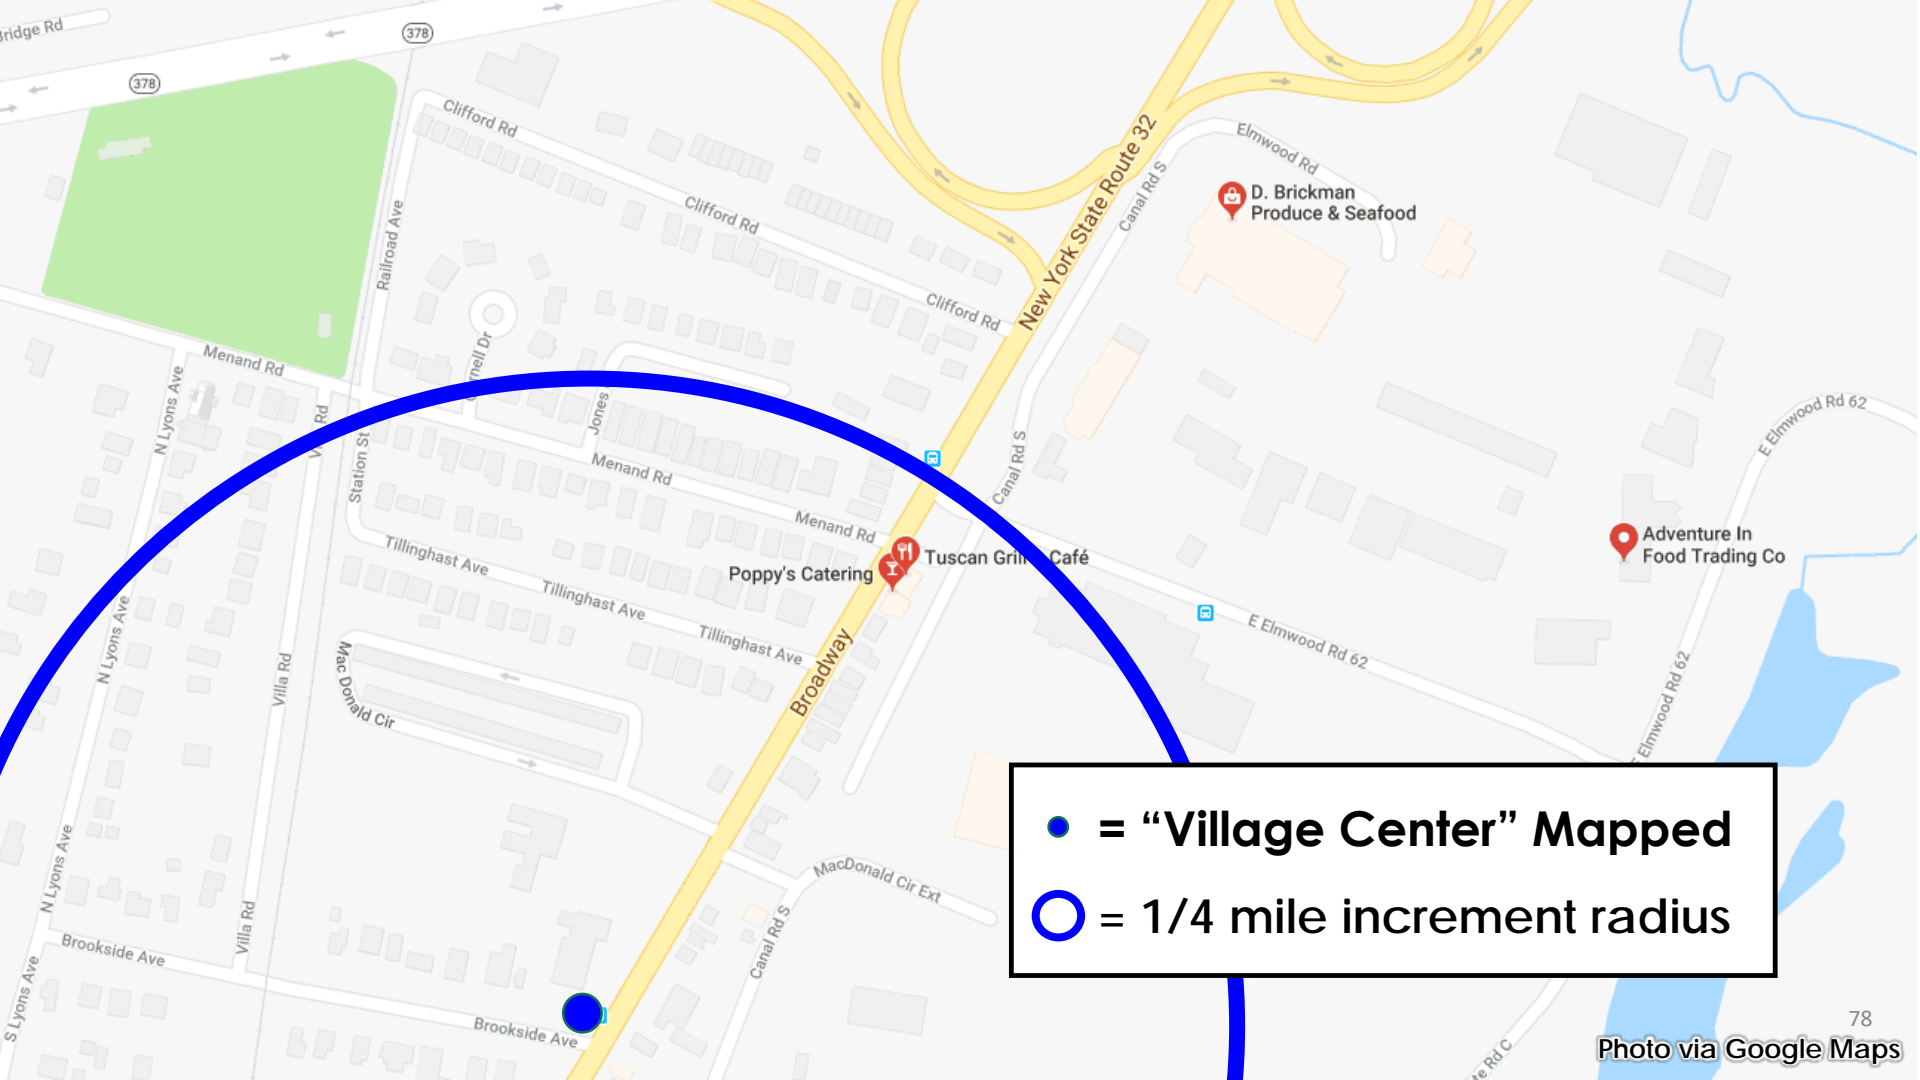 Bridge Rd
378
378
Clifford Rd
Clifford Rd
Clifford Rd
Railroad Ave
New York State Route 32
Canal Rd S
Elmwood Rd
D. Brickman
Produce & Seafood
Menand Rd
N Lyons Ave
Station St
Jones
Menand Rd
Menand Rd
Canal Rd S
E Elmwood Rd 62
Tillinghast Ave
Tillinghast Ave
Tillinghast Ave
Poppy's Catering
Tuscan Grill Café
Adventure In
Food Trading Co
E Elmwood Rd 62
E Elmwood Rd 62
N Lyons Ave
Villa Rd
Mac Donald Cir
Broadway
= “Village Center” Mapped
= 1/4 mile increment radius
MacDonald Cir Ext
Canal Rd S
N Lyons Ave
Villa Rd
Brookside Ave
S Lyons Ave
Brookside Ave
78
Photo via Google Maps